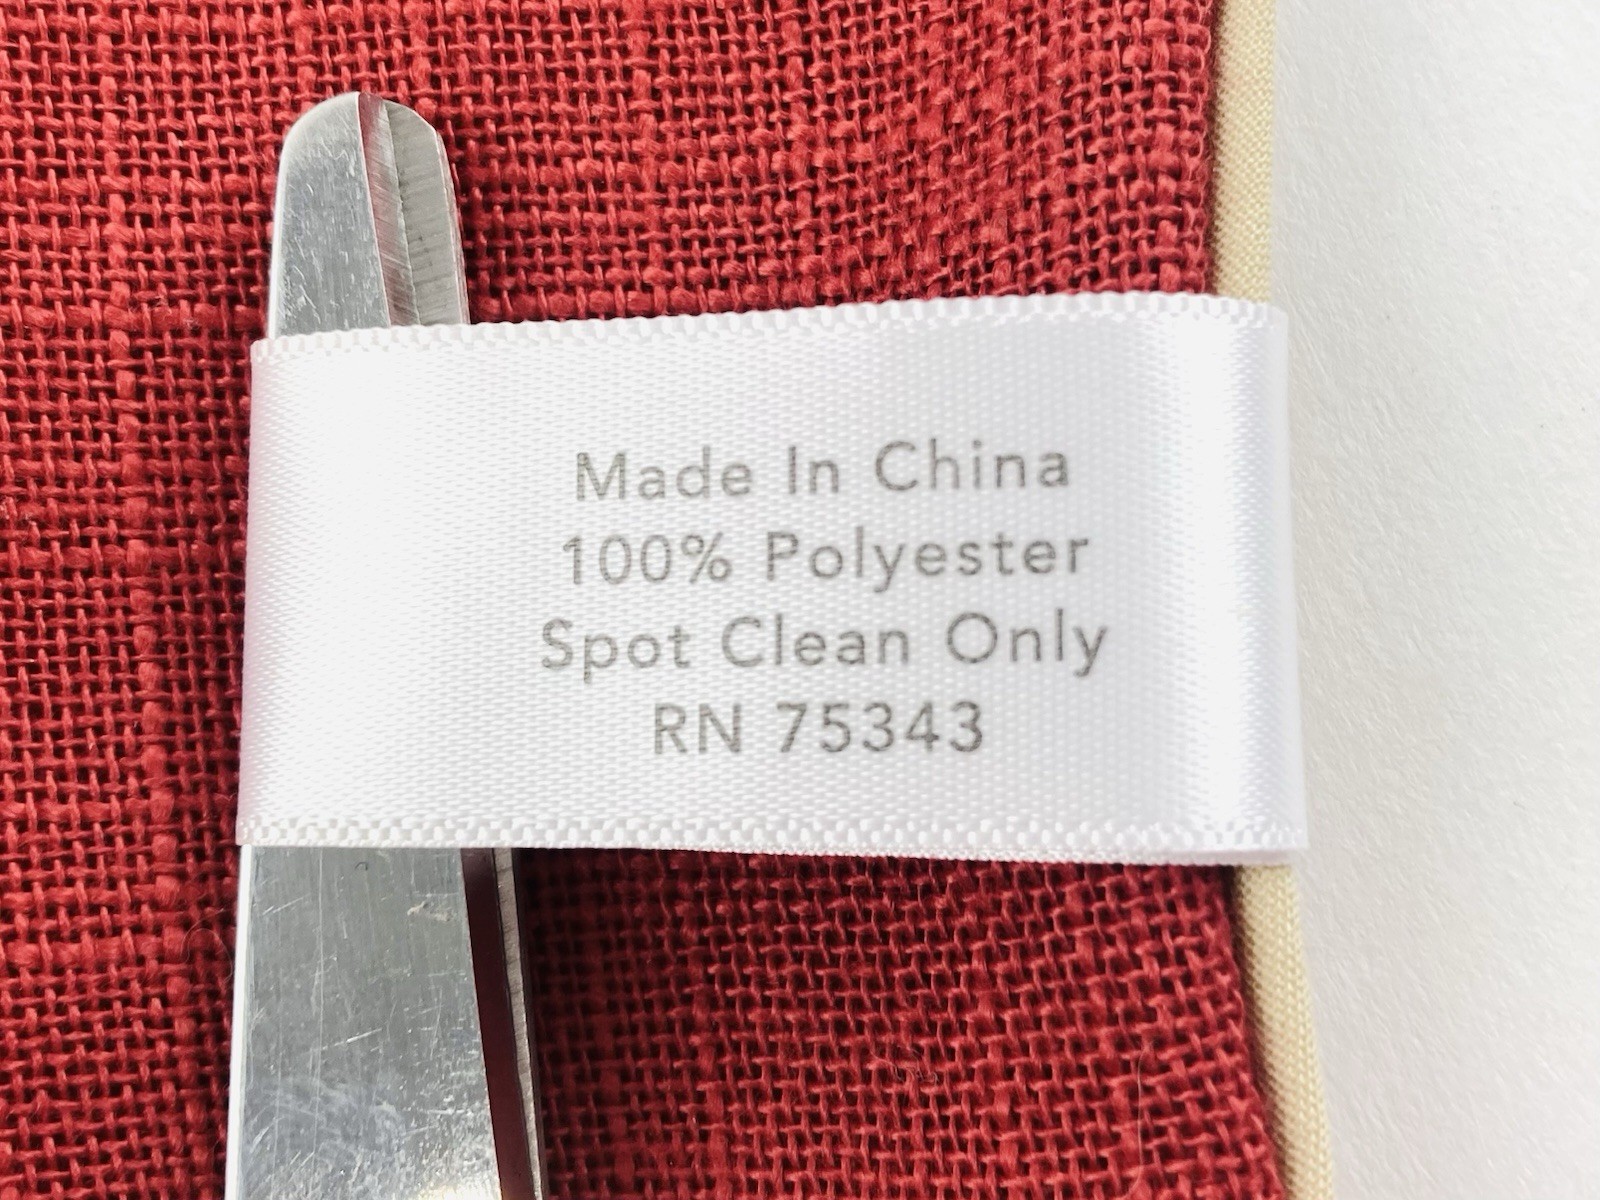 Made In China
100% Polyester
Spot Clean Only
RN 75343